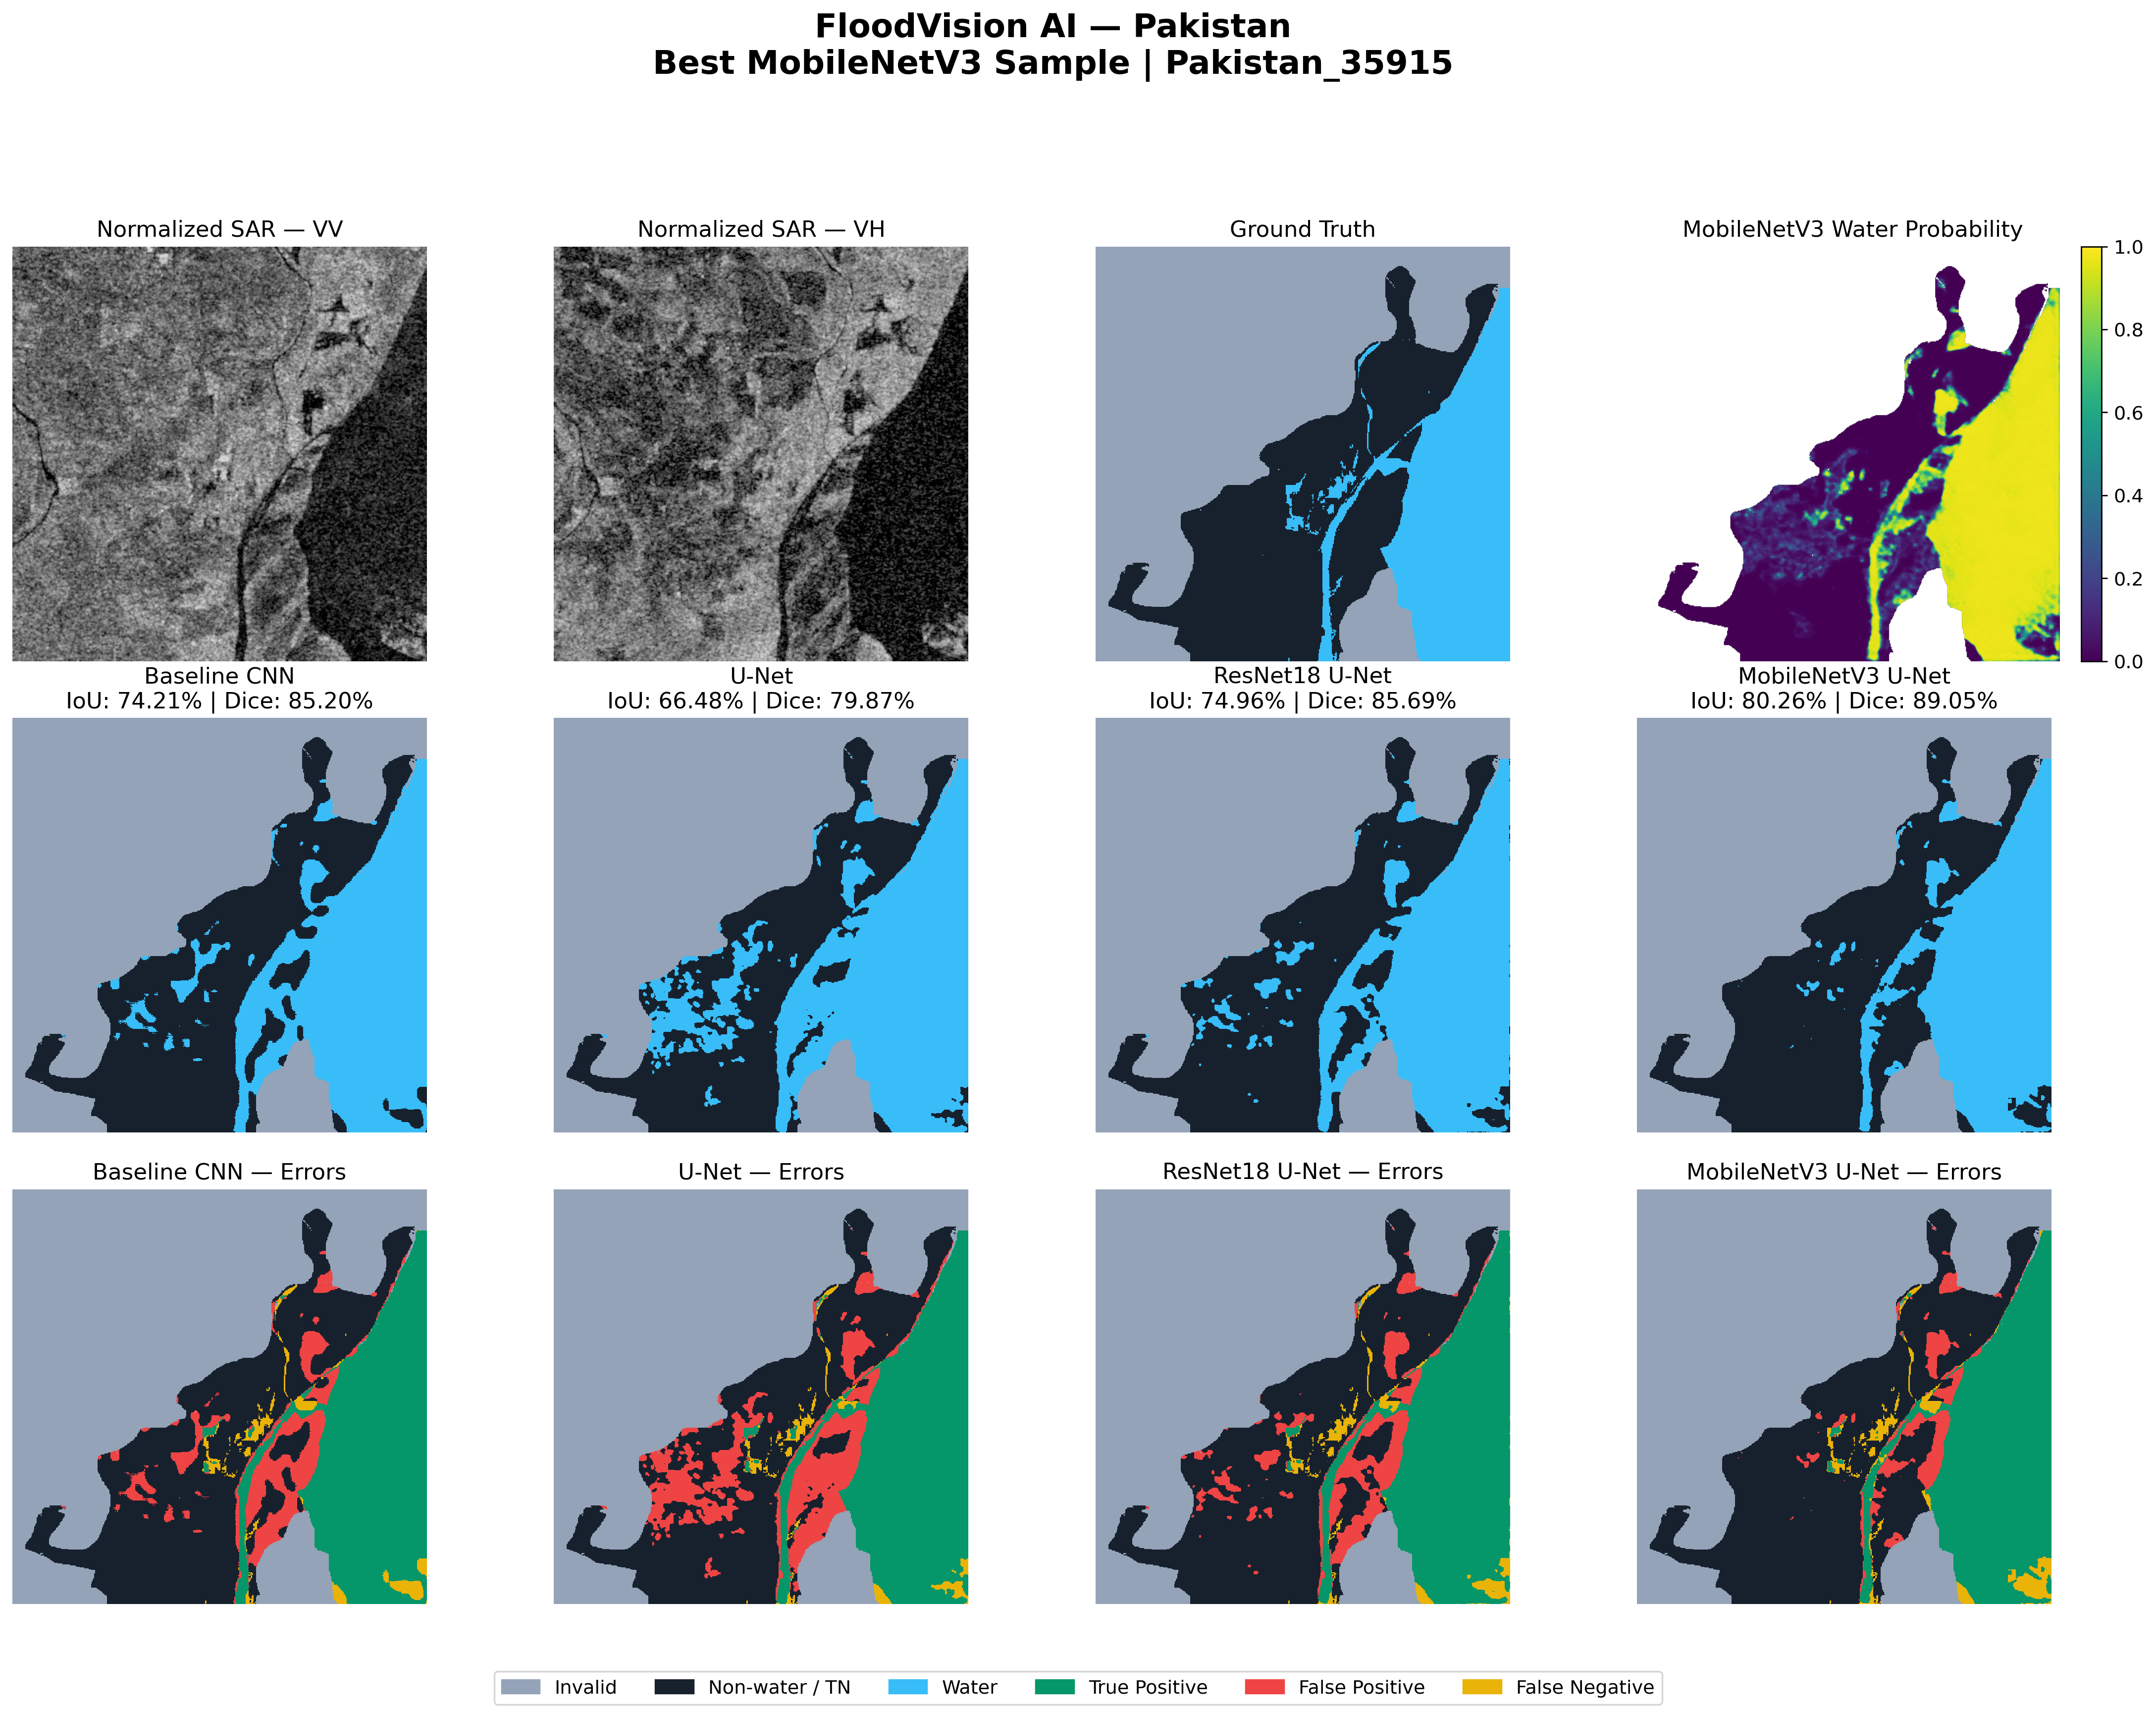 FloodVision AI — Pakistan
Best MobileNetV3 Sample | Pakistan_35915
Normalized SAR — VV
Normalized SAR — VH
Ground Truth
MobileNetV3 Water Probability
1.0
0.8
0.6
0.4
0.2
0.0
Baseline CNN
IoU: 74.21% | Dice: 85.20%
U-Net
IoU: 66.48% | Dice: 79.87%
ResNet18 U-Net
IoU: 74.96% | Dice: 85.69%
MobileNetV3 U-Net
IoU: 80.26% | Dice: 89.05%
Baseline CNN — Errors
U-Net — Errors
ResNet18 U-Net — Errors
MobileNetV3 U-Net — Errors
Invalid
Non-water / TN
Water
True Positive
False Positive
False Negative